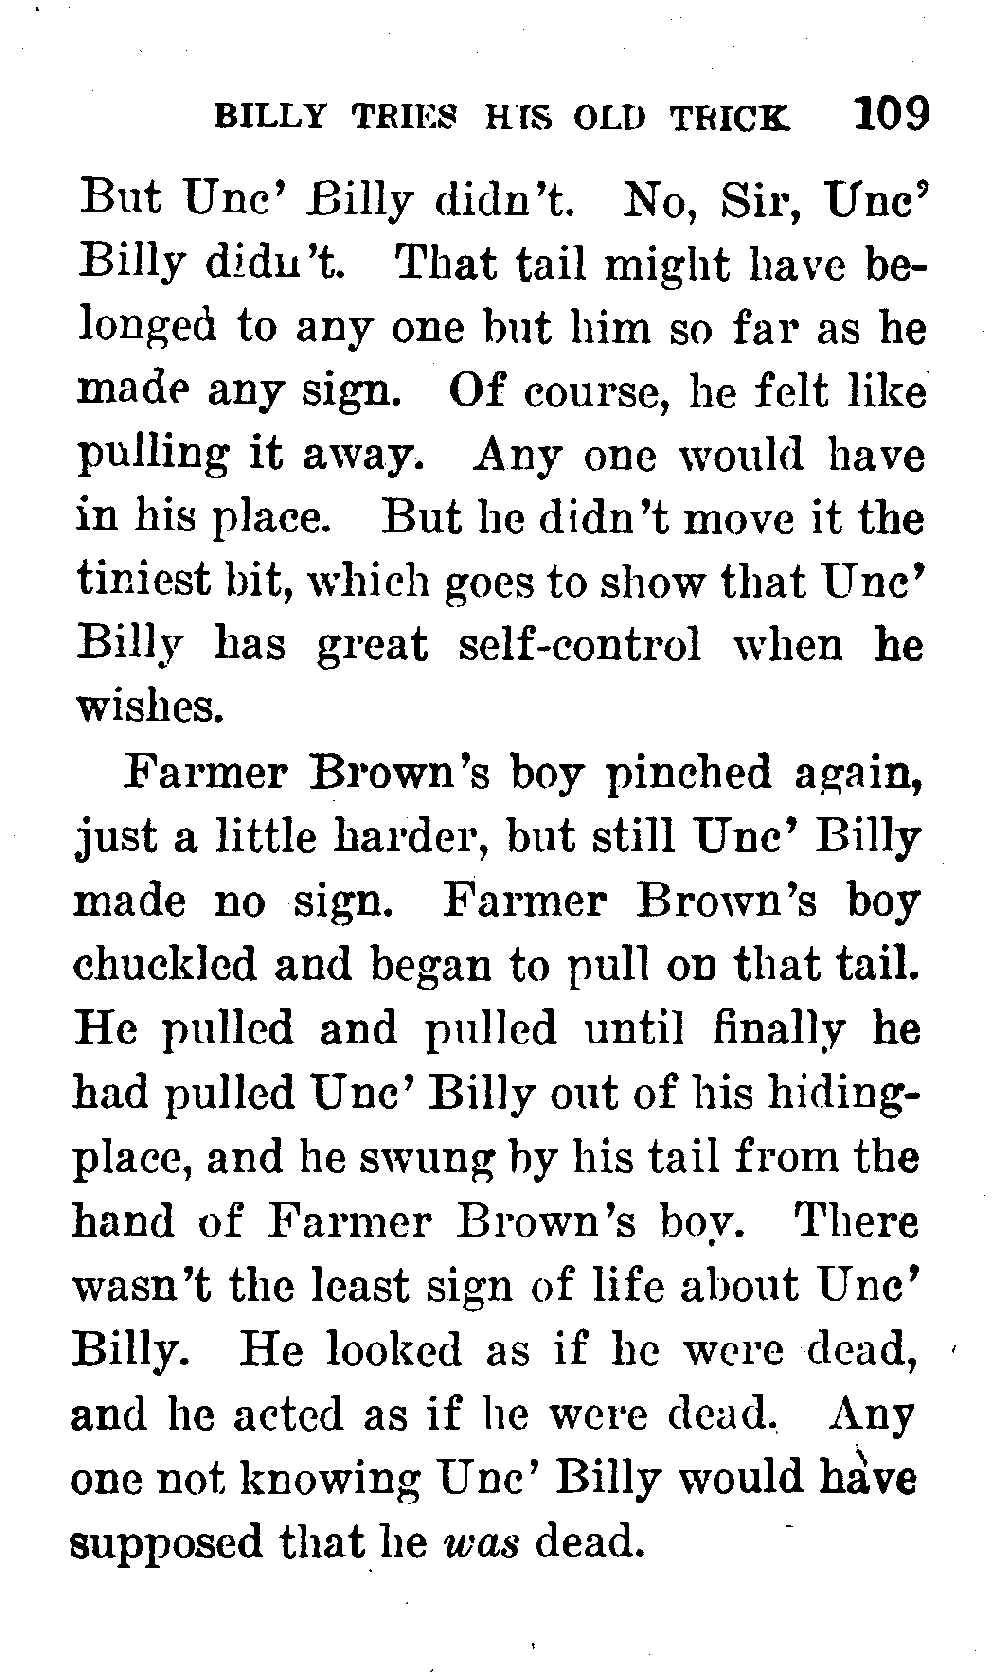 BILLY TRIES HIS OLD TRICK 109
But Unc' Billy didn't. No, Sir, Unc'
Billy didn't. That tail might have be-
longed to any one but him so far as he
made any sign. Of course, he felt like
pulling it away. Any one would have
in his place. But he didn't move it the
tiniest bit, which goes to show that Unc'
Billy has great self-control when he
wishes.
Farmer Brown's boy pinched again,
just a little harder, but still Unc' Billy
made no sign. Farmer Brown's boy
chuckled and began to pull on that tail.
He pulled and pulled until finally he
had pulled Unc' Billy out of his hiding-
place, and he swung by his tail from the
hand of Farmer Brown's boy. There
wasn't the least sign of life about Unc'
Billy. He looked as if he were dead,
and he acted as if he were dead. Any
one not knowing Unc' Billy would have
supposed that he was dead.